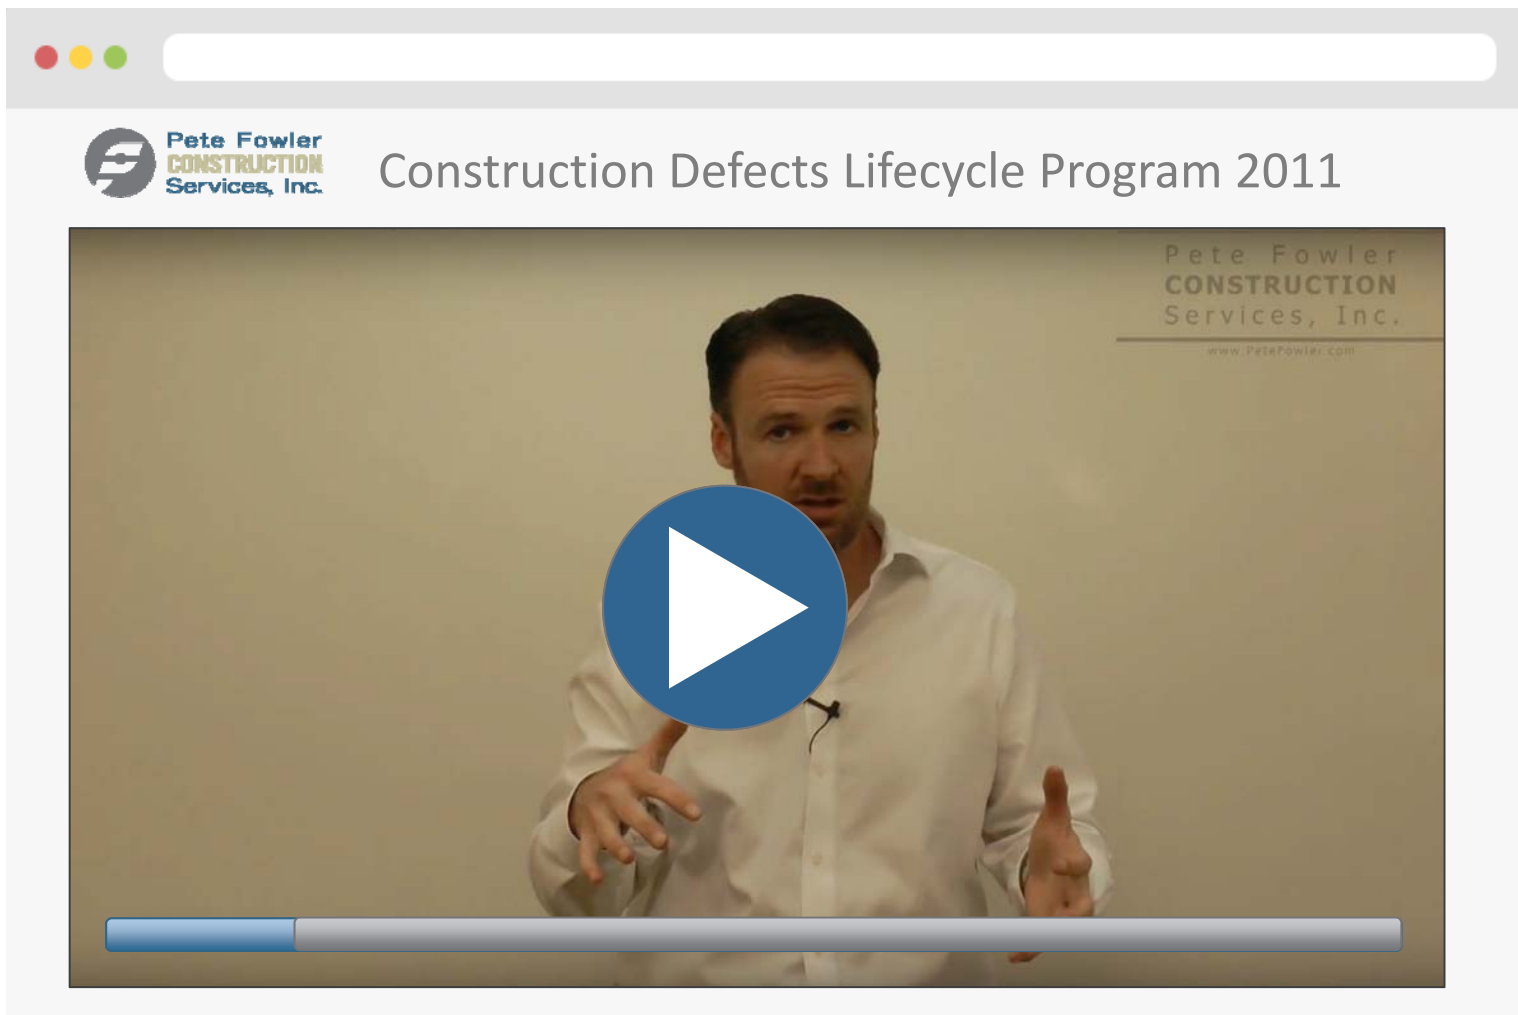 Pete Fowler
CONSTRUCTION
Services, Inc.
Construction Defects Lifecycle Program 2011
Pete Fowler
CONSTRUCTION
Services, Inc.
www.PeteFowler.com